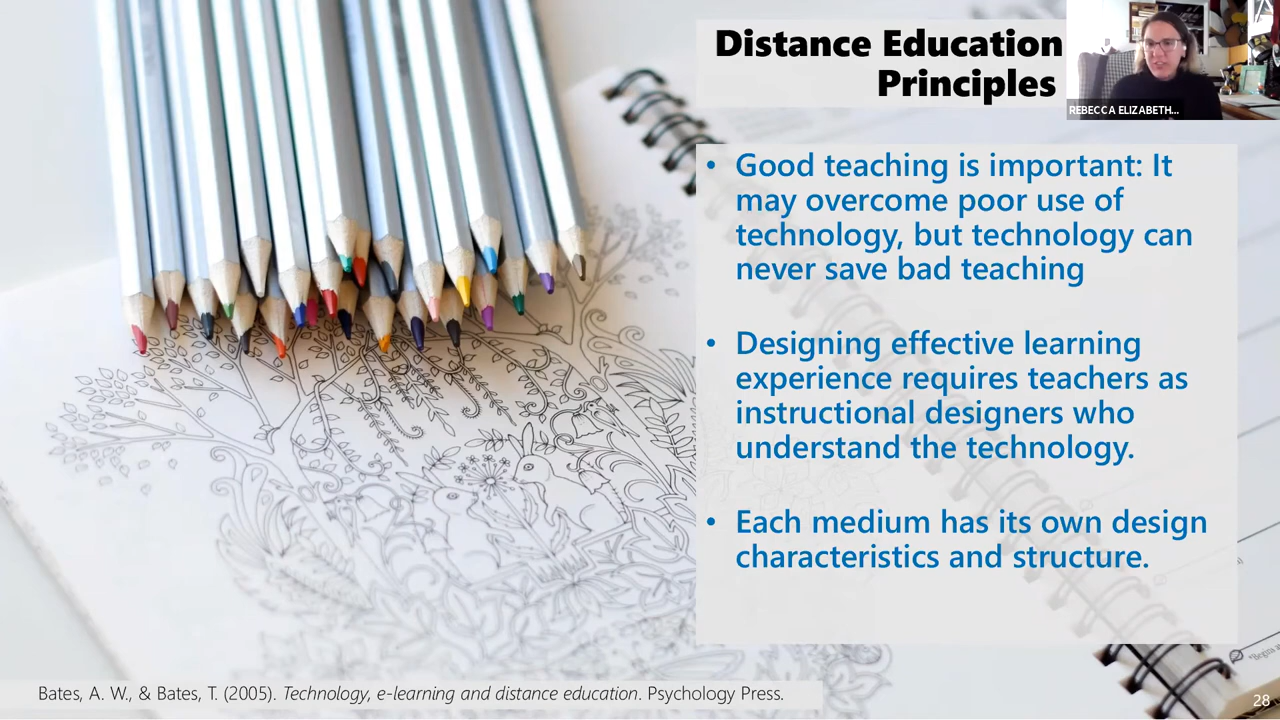 Distance Education
Principles
REBECCA ELIZABETH...
• Good teaching is important: It
may overcome poor use of
technology, but technology can
never save bad teaching
• Designing effective learning
experience requires teachers as
instructional designers who
understand the technology.
• Each medium has its own design
characteristics and structure.
Bates, A. W., & Bates, T. (2005). Technology, e-learning and distance education. Psychology Press.
28